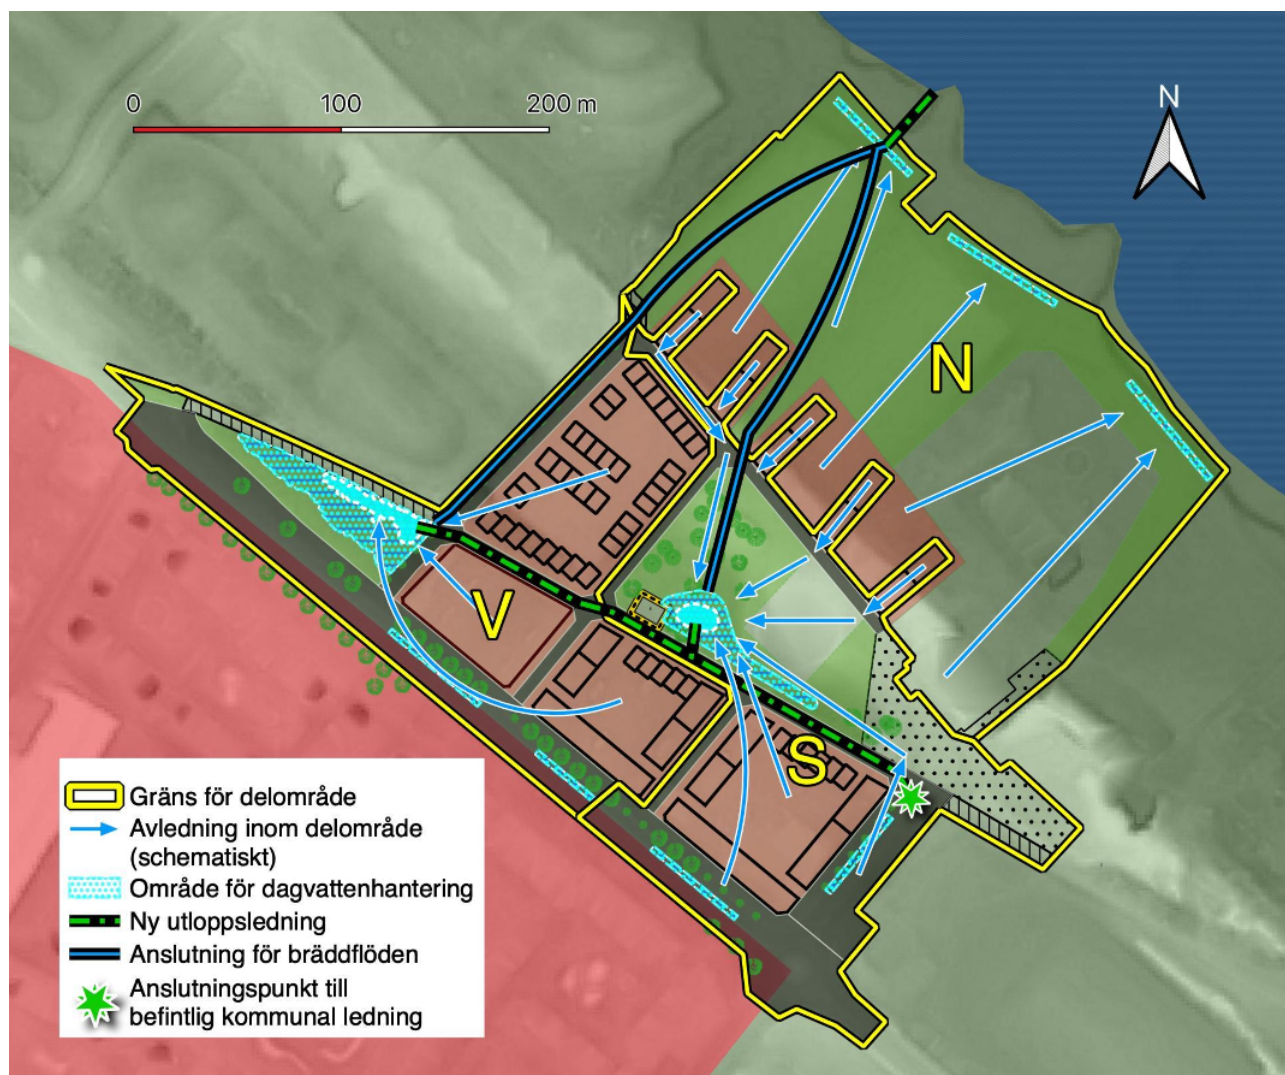 0 100 200 m
N
N
V
S
Gräns för delområde
Avledning inom delområde
(schematiskt)
Område för dagvattenhantering
Ny utloppsledning
Anslutning för bräddflöden
Anslutningspunkt till
befintlig kommunal ledning